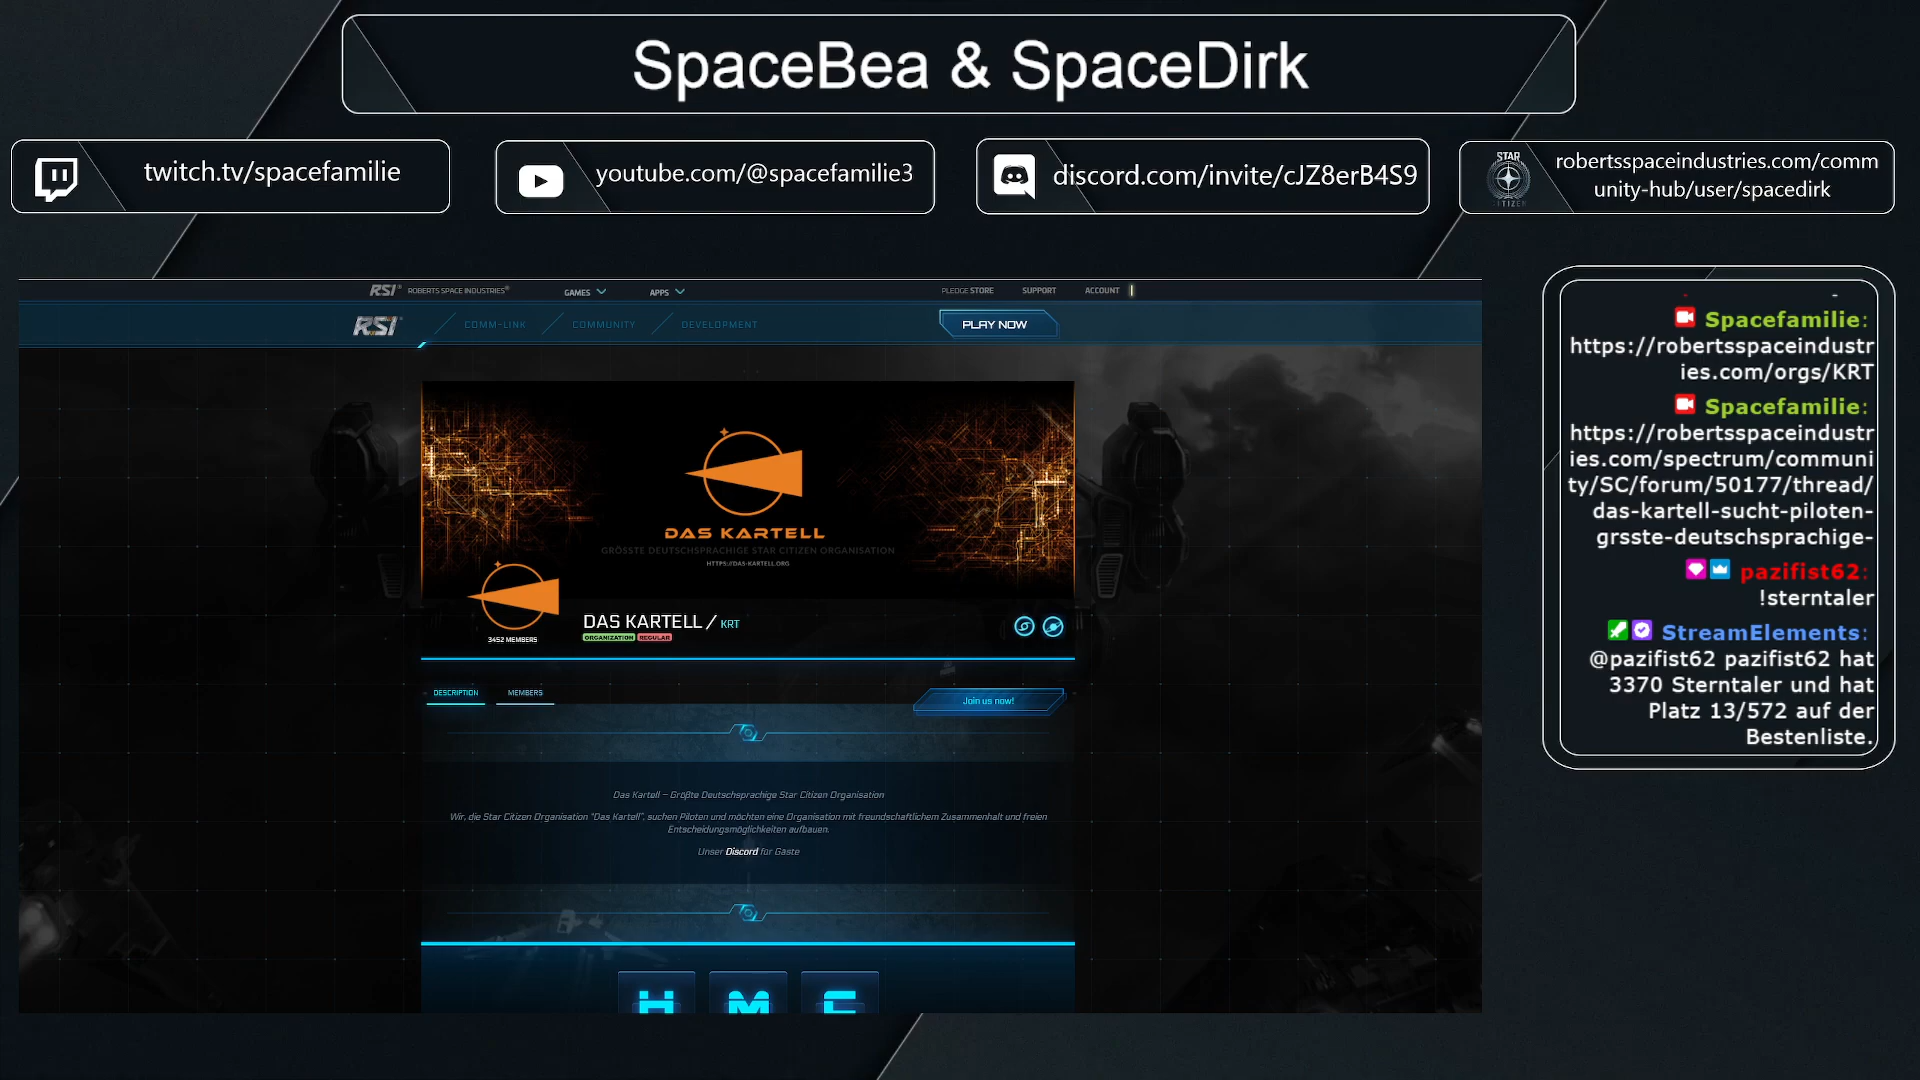 SpaceBea & SpaceDirk
twitch.tv/spacefamilie
youtube.com/@spacefamilie3
discord.com/invite/cJZ8erB4S9
STAR
CITIZEN
robertsspaceindustries.com/comm
unity-hub/user/spacedirk
RSI ROBERTS SPACE INDUSTRIES®
GAMES
APPS
PLEDGE STORE
SUPPORT
ACCOUNT
RSI
COMM-LINK
COMMUNITY
DEVELOPMENT
PLAY NOW
DAS KARTELL
GRÖSSTE DEUTSCHSPRACHIGE STAR CITIZEN ORGANISATION
HTTPS://DAS-KARTELL.ORG
3452 MEMBERS
DAS KARTELL / KRT
ORGANIZATION REGULAR
DESCRIPTION
MEMBERS
Join us now!
Das Kartell – Größte Deutschsprachige Star Citizen Organisation
Wir, die Star Citizen Organisation "Das Kartell", suchen Piloten und möchten eine Organisation mit freundschaftlichem Zusammenhalt und freien
Entscheidungsmöglichkeiten aufbauen.
Unser Discord for Gäste
H M C
Spacefamilie:
https://robertsspaceindustr
ies.com/orgs/KRT
Spacefamilie:
https://robertsspaceindustr
ies.com/spectrum/communi
ty/SC/forum/50177/thread/
das-kartell-sucht-piloten-
grsste-deutschsprachige-
pazifist62:
!sterntaler
StreamElements:
@pazifist62 pazifist62 hat
3370 Sterntaler und hat
Platz 13/572 auf der
Bestenliste.